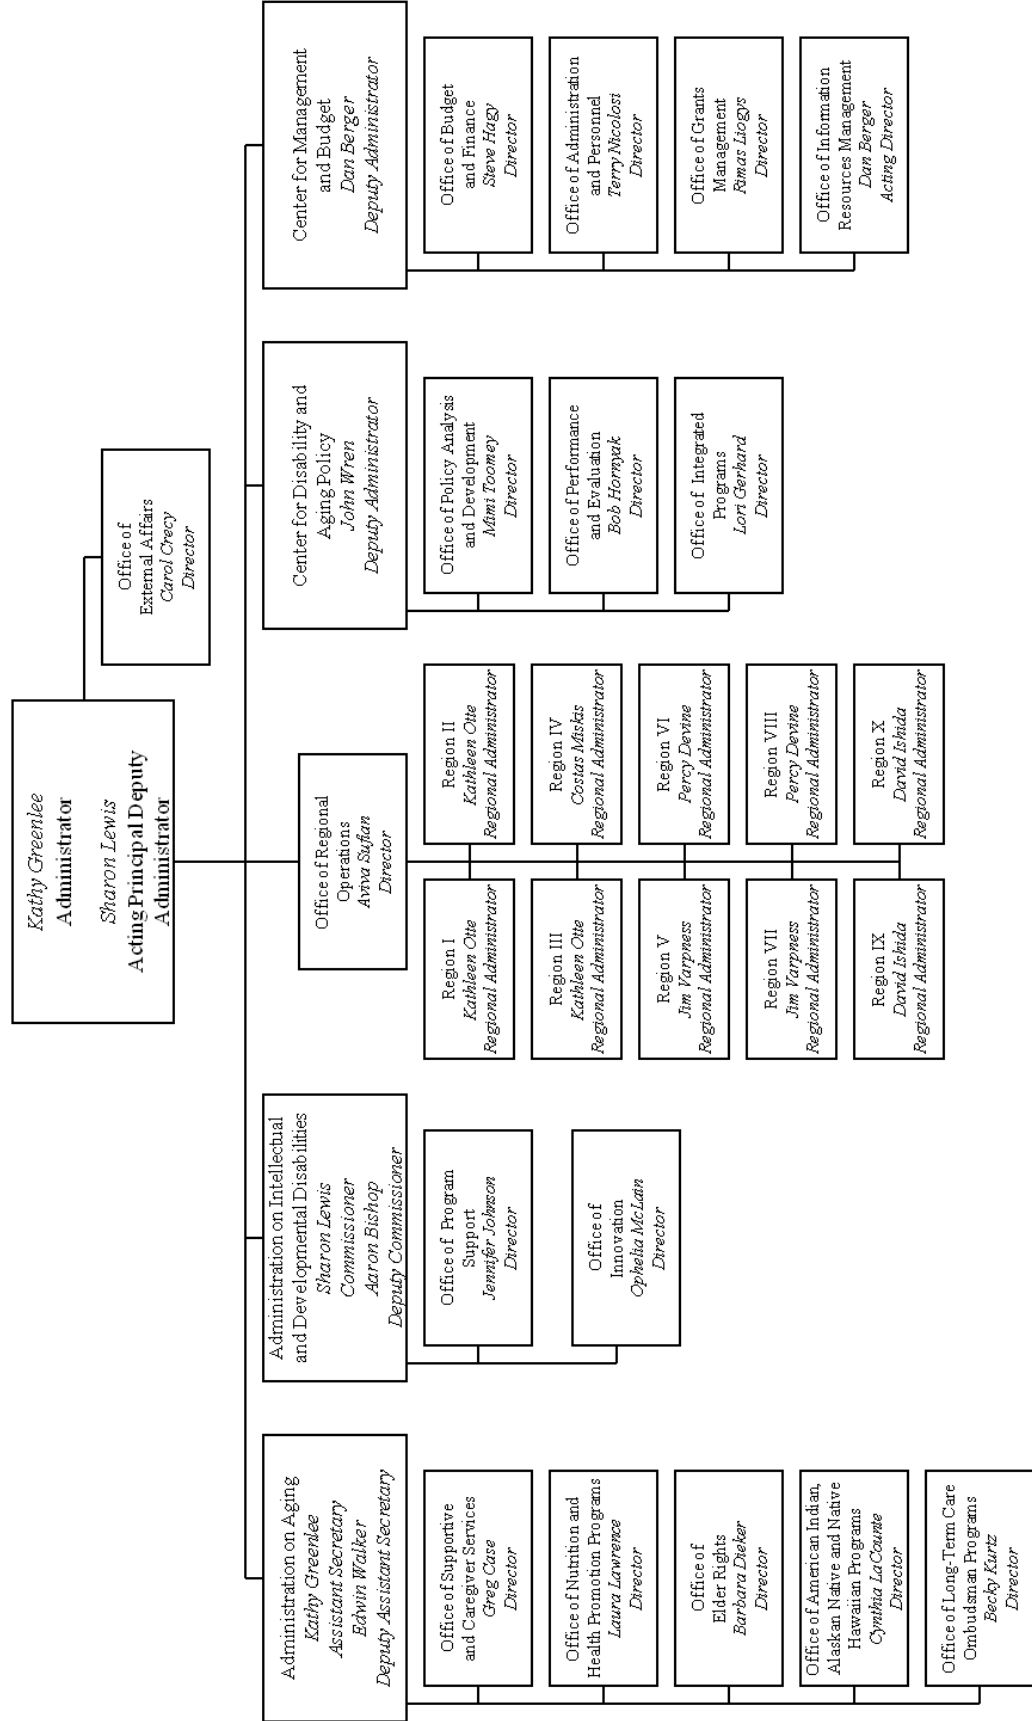 Kathy Greenlee
Administrator
Sharon Lewis
Acting Principal Deputy
Administrator
Office of
External Affairs
Carol Crecy
Director
Administration on Aging
Kathy Greenlee
Assistant Secretary
Edwin Walker
Deputy Assistant Secretary
Office of Supportive
and Caregiver Services
Greg Case
Director
Office of Nutrition and
Health Promotion Programs
Laura Lawrence
Director
Office of
Elder Rights
Barbara Dieker
Director
Office of American Indian,
Alaskan Native and Native
Hawaiian Programs
Cynthia LaCounte
Director
Office of Long-Term Care
Ombudsman Programs
Becky Kurtz
Director
Administration on Intellectual
and Developmental Disabilities
Sharon Lewis
Commissioner
Aaron Bishop
Deputy Commissioner
Office of Program
Support
Jennifer Johnson
Director
Office of
Innovation
Ophelia McLain
Director
Office of Regional
Operations
Aviva Sufian
Director
Region I
Kathleen Otte
Regional Administrator
Region II
Kathleen Otte
Regional Administrator
Region III
Kathleen Otte
Regional Administrator
Region IV
Costas Miskis
Regional Administrator
Region V
Jim Varpness
Regional Administrator
Region VI
Percy Devine
Regional Administrator
Region VII
Jim Varpness
Regional Administrator
Region VIII
Percy Devine
Regional Administrator
Region IX
David Ishida
Regional Administrator
Region X
David Ishida
Regional Administrator
Center for Disability and
Aging Policy
John Wren
Deputy Administrator
Office of Policy Analysis
and Development
Mimi Toomey
Director
Office of Performance
and Evaluation
Bob Hornyak
Director
Office of Integrated
Programs
Lori Gerhard
Director
Center for Management
and Budget
Dan Berger
Deputy Administrator
Office of Budget
and Finance
Steve Hagy
Director
Office of Administration
and Personnel
Terry Nicolosi
Director
Office of Grants
Management
Rimas Liogys
Director
Office of Information
Resources Management
Dan Berger
Acting Director